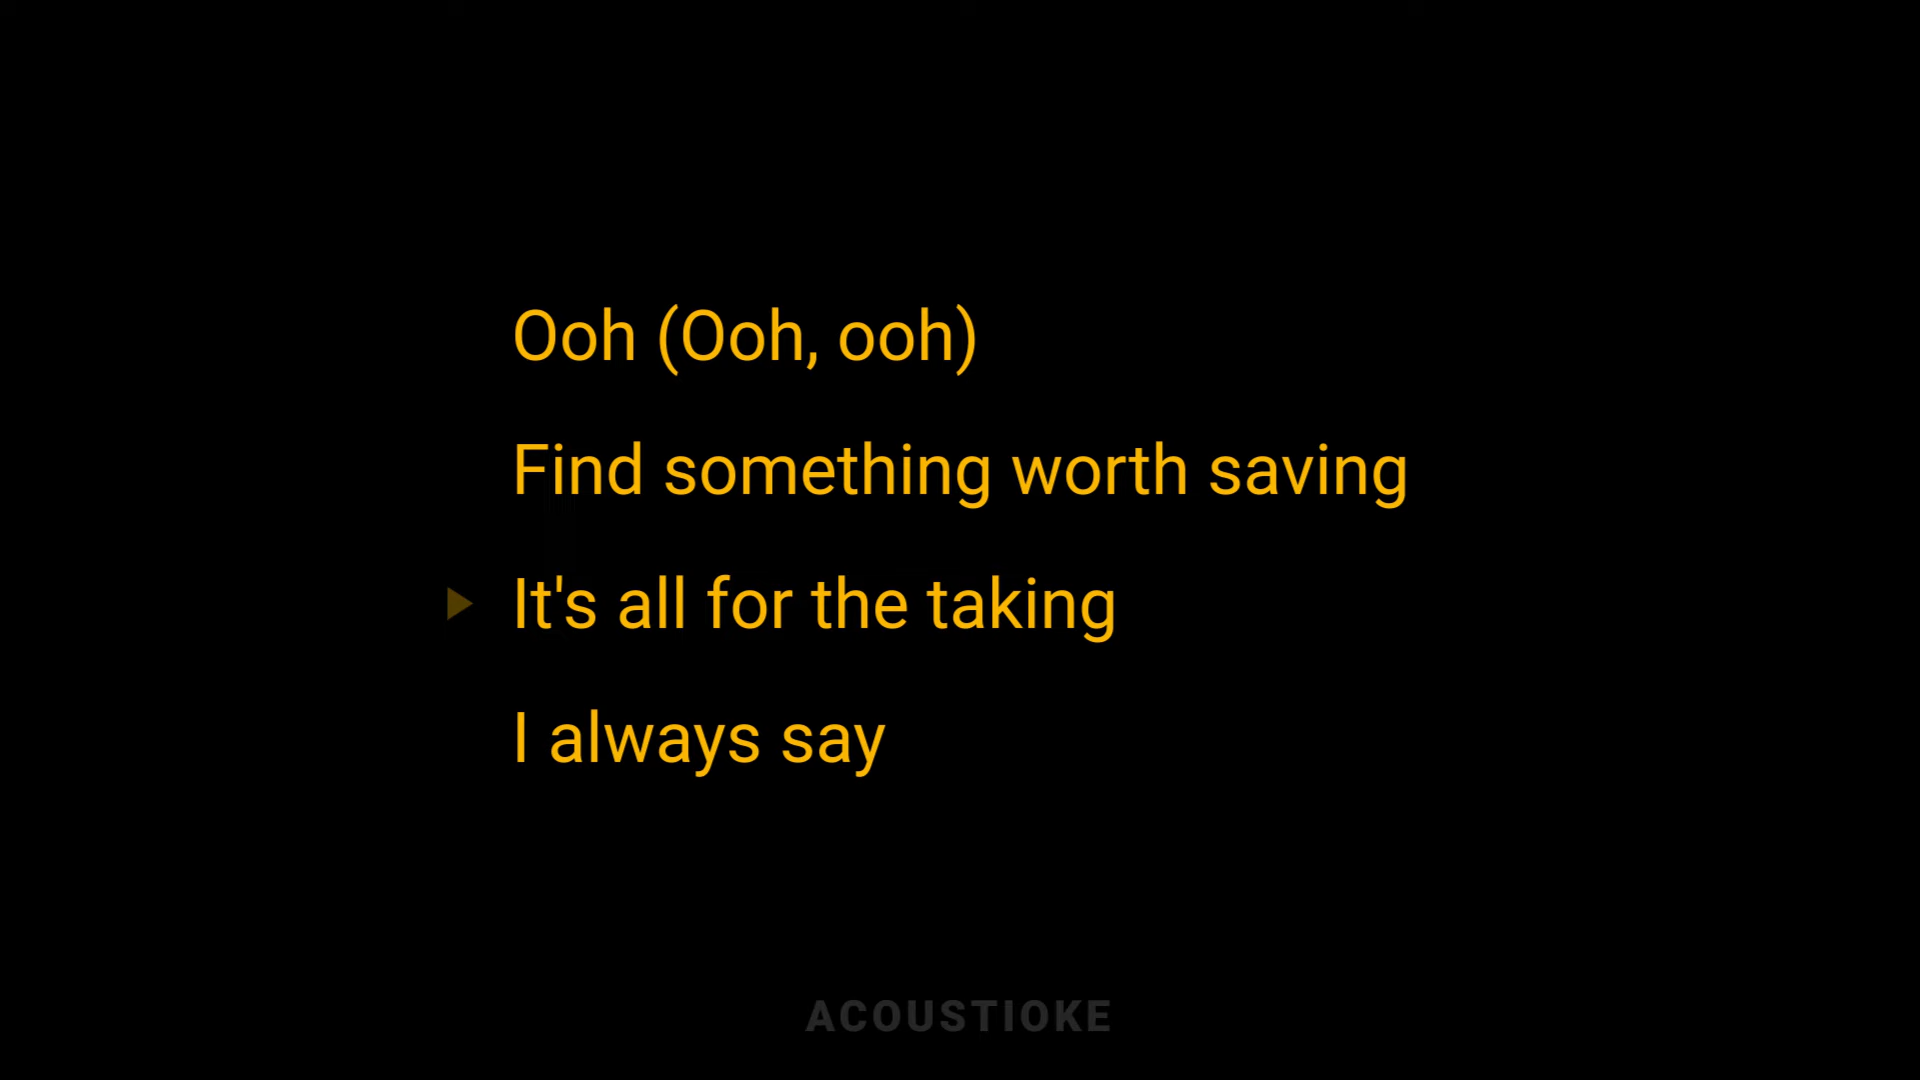 Ooh (Ooh, ooh)
Find something worth saving
It's all for the taking
I always say
ACOUSTIOKE